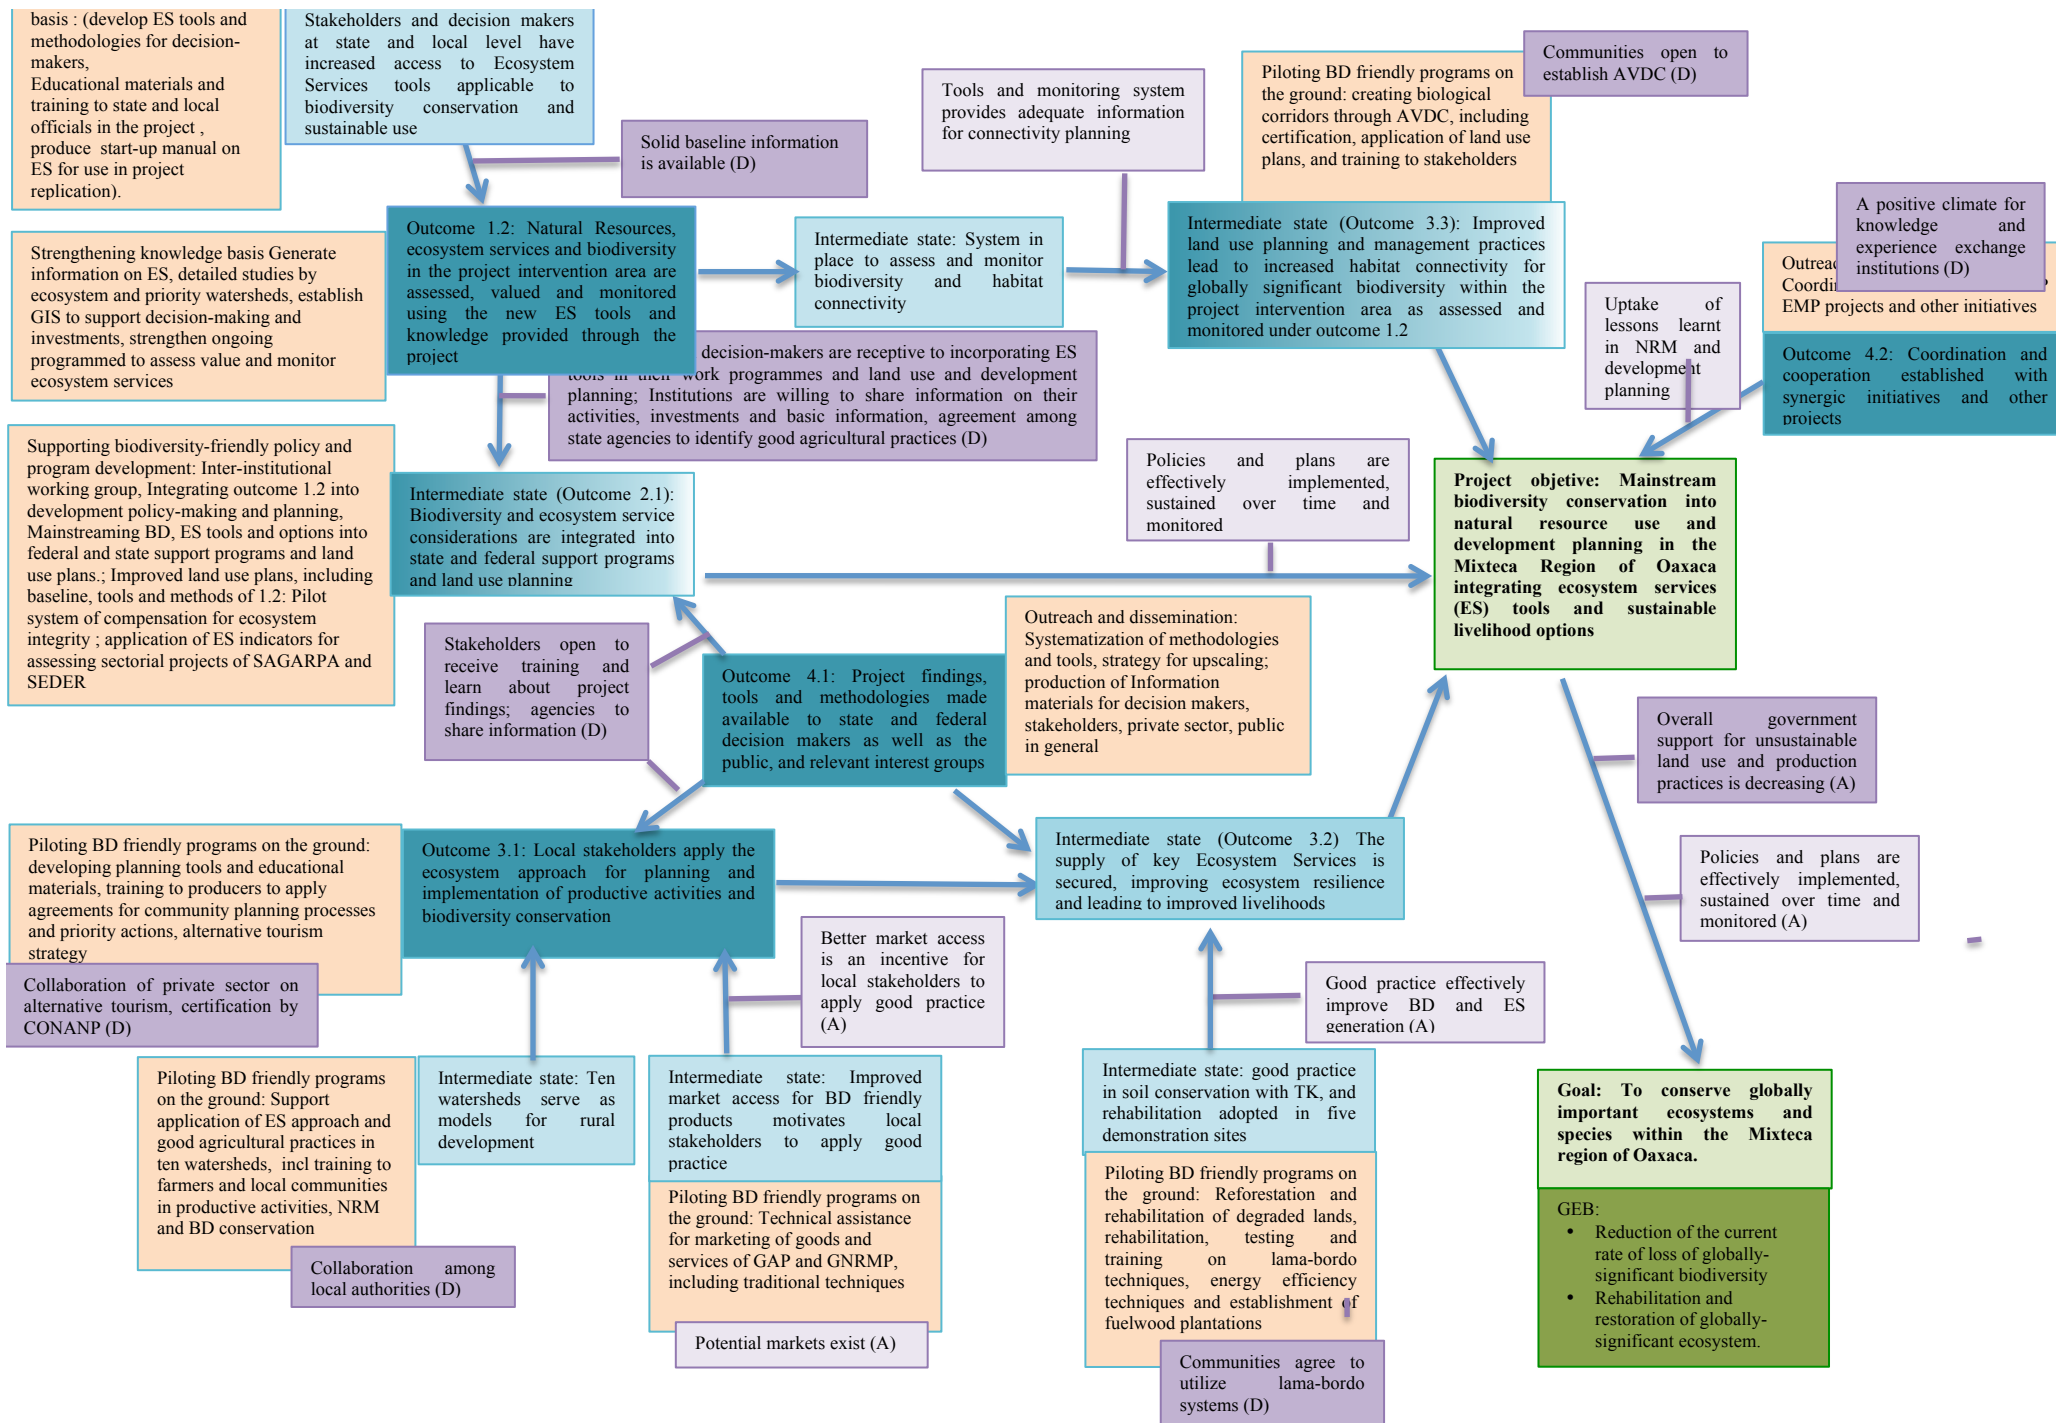 basis : (develop ES tools and
methodologies for decision-
makers,
Educational materials and
training to state and local
officials in the project ,
produce start-up manual on
ES for use in project
replication).
Stakeholders and decision makers
at state and local level have
increased access to Ecosystem
Services tools applicable to
biodiversity conservation and
sustainable use
Solid baseline information
is available (D)
Tools and monitoring system
provides adequate information
for connectivity planning
Piloting BD friendly programs on
the ground: creating biological
corridors through AVDC, including
certification, application of land use
plans, and training to stakeholders
Communities open to
establish AVDC (D)
A positive climate for
knowledge and
experience exchange
institutions (D)
Outreac
Coordin
EMP projects and other initiatives
Outcome 4.2: Coordination and
cooperation established with
synergic initiatives and other
projects
Uptake of
lessons learnt
in NRM and
development
planning
Strengthening knowledge basis Generate
information on ES, detailed studies by
ecosystem and priority watersheds, establish
GIS to support decision-making and
investments, strengthen ongoing
programmed to assess value and monitor
ecosystem services
Outcome 1.2: Natural Resources,
ecosystem services and biodiversity
in the project intervention area are
assessed, valued and monitored
using the new ES tools and
knowledge provided through the
project
Intermediate state: System in
place to assess and monitor
biodiversity and habitat
connectivity
Intermediate state (Outcome 3.3): Improved
land use planning and management practices
lead to increased habitat connectivity for
globally significant biodiversity within the
project intervention area as assessed and
monitored under outcome 1.2
decision-makers are receptive to incorporating ES
tools in their work programmes and land use and development
planning; Institutions are willing to share information on their
activities, investments and basic information, agreement among
state agencies to identify good agricultural practices (D)
Supporting biodiversity-friendly policy and
program development: Inter-institutional
working group, Integrating outcome 1.2 into
development policy-making and planning,
Mainstreaming BD, ES tools and options into
federal and state support programs and land
use plans.; Improved land use plans, including
baseline, tools and methods of 1.2: Pilot
system of compensation for ecosystem
integrity ; application of ES indicators for
assessing sectorial projects of SAGARPA and
SEDER
Intermediate state (Outcome 2.1):
Biodiversity and ecosystem service
considerations are integrated into
state and federal support programs
and land use planning
Policies and plans are
effectively implemented,
sustained over time and
monitored
Project objetive: Mainstream
biodiversity conservation into
natural resource use and
development planning in the
Mixteca Region of Oaxaca
integrating ecosystem services
(ES) tools and sustainable
livelihood options
Stakeholders open to
receive training and
learn about project
findings; agencies to
share information (D)
Outcome 4.1: Project findings,
tools and methodologies made
available to state and federal
decision makers as well as the
public, and relevant interest groups
Outreach and dissemination:
Systematization of methodologies
and tools, strategy for upscaling;
production of Information
materials for decision makers,
stakeholders, private sector, public
in general
Overall government
support for unsustainable
land use and production
practices is decreasing (A)
Piloting BD friendly programs on the ground:
developing planning tools and educational
materials, training to producers to apply
agreements for community planning processes
and priority actions, alternative tourism
strategy
Collaboration of private sector on
alternative tourism, certification by
CONANP (D)
Outcome 3.1: Local stakeholders apply the
ecosystem approach for planning and
implementation of productive activities and
biodiversity conservation
Intermediate state (Outcome 3.2) The
supply of key Ecosystem Services is
secured, improving ecosystem resilience
and leading to improved livelihoods
Policies and plans are
effectively implemented,
sustained over time and
monitored (A)
Better market access
is an incentive for
local stakeholders to
apply good practice
(A)
Good practice effectively
improve BD and ES
generation (A)
Piloting BD friendly programs
on the ground: Support
application of ES approach and
good agricultural practices in
ten watersheds, incl training to
farmers and local communities
in productive activities, NRM
and BD conservation
Collaboration among
local authorities (D)
Intermediate state: Ten
watersheds serve as
models for rural
development
Intermediate state: Improved
market access for BD friendly
products motivates local
stakeholders to apply good
practice
Piloting BD friendly programs on
the ground: Technical assistance
for marketing of goods and
services of GAP and GNRMP,
including traditional techniques
Potential markets exist (A)
Intermediate state: good practice
in soil conservation with TK, and
rehabilitation adopted in five
demonstration sites
Piloting BD friendly programs on
the ground: Reforestation and
rehabilitation of degraded lands,
rehabilitation, testing and
training on lama-bordo
techniques, energy efficiency
techniques and establishment of
fuelwood plantations
Communities agree to
utilize lama-bordo
systems (D)
Goal: To conserve globally
important ecosystems and
species within the Mixteca
region of Oaxaca.
GEB:
• Reduction of the current
rate of loss of globally-
significant biodiversity
• Rehabilitation and
restoration of globally-
significant ecosystem.